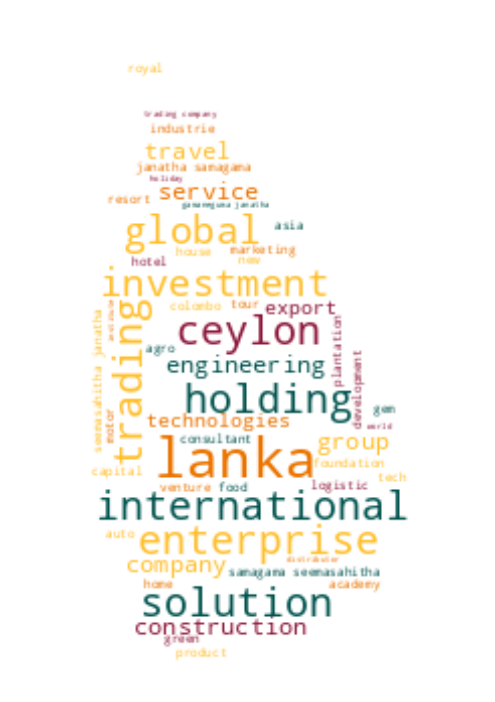 royal
trading company
industrie
travel
janatha samagama
holiday
service
resort
gananeguma janatha
global
asia
house
marketing
hotel
new
investment
colombo
tour
export
trading
seemasahitha janatha
institute
motor
ceylon
plantation
agro
development
engineering
holding
gem
technologies
world
consultant
group
lanka
foundation
capital
tech
venture
food
logistic
international
auto
enterprise
distributor
company
samagama seemasahitha
home
academy
solution
construction
green
product